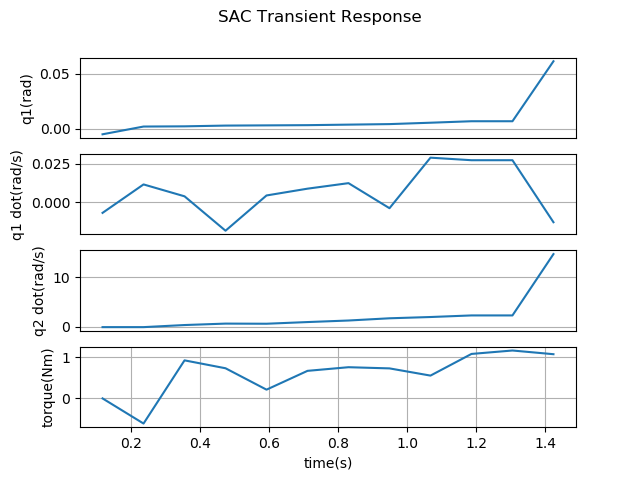 SAC Transient Response
q1(rad)
0.05
0.00
q1 dot(rad/s)
0.025
0.000
q2 dot(rad/s)
10
0
torque(Nm)
1
0
0.2 0.4 0.6 0.8 1.0 1.2 1.4
time(s)